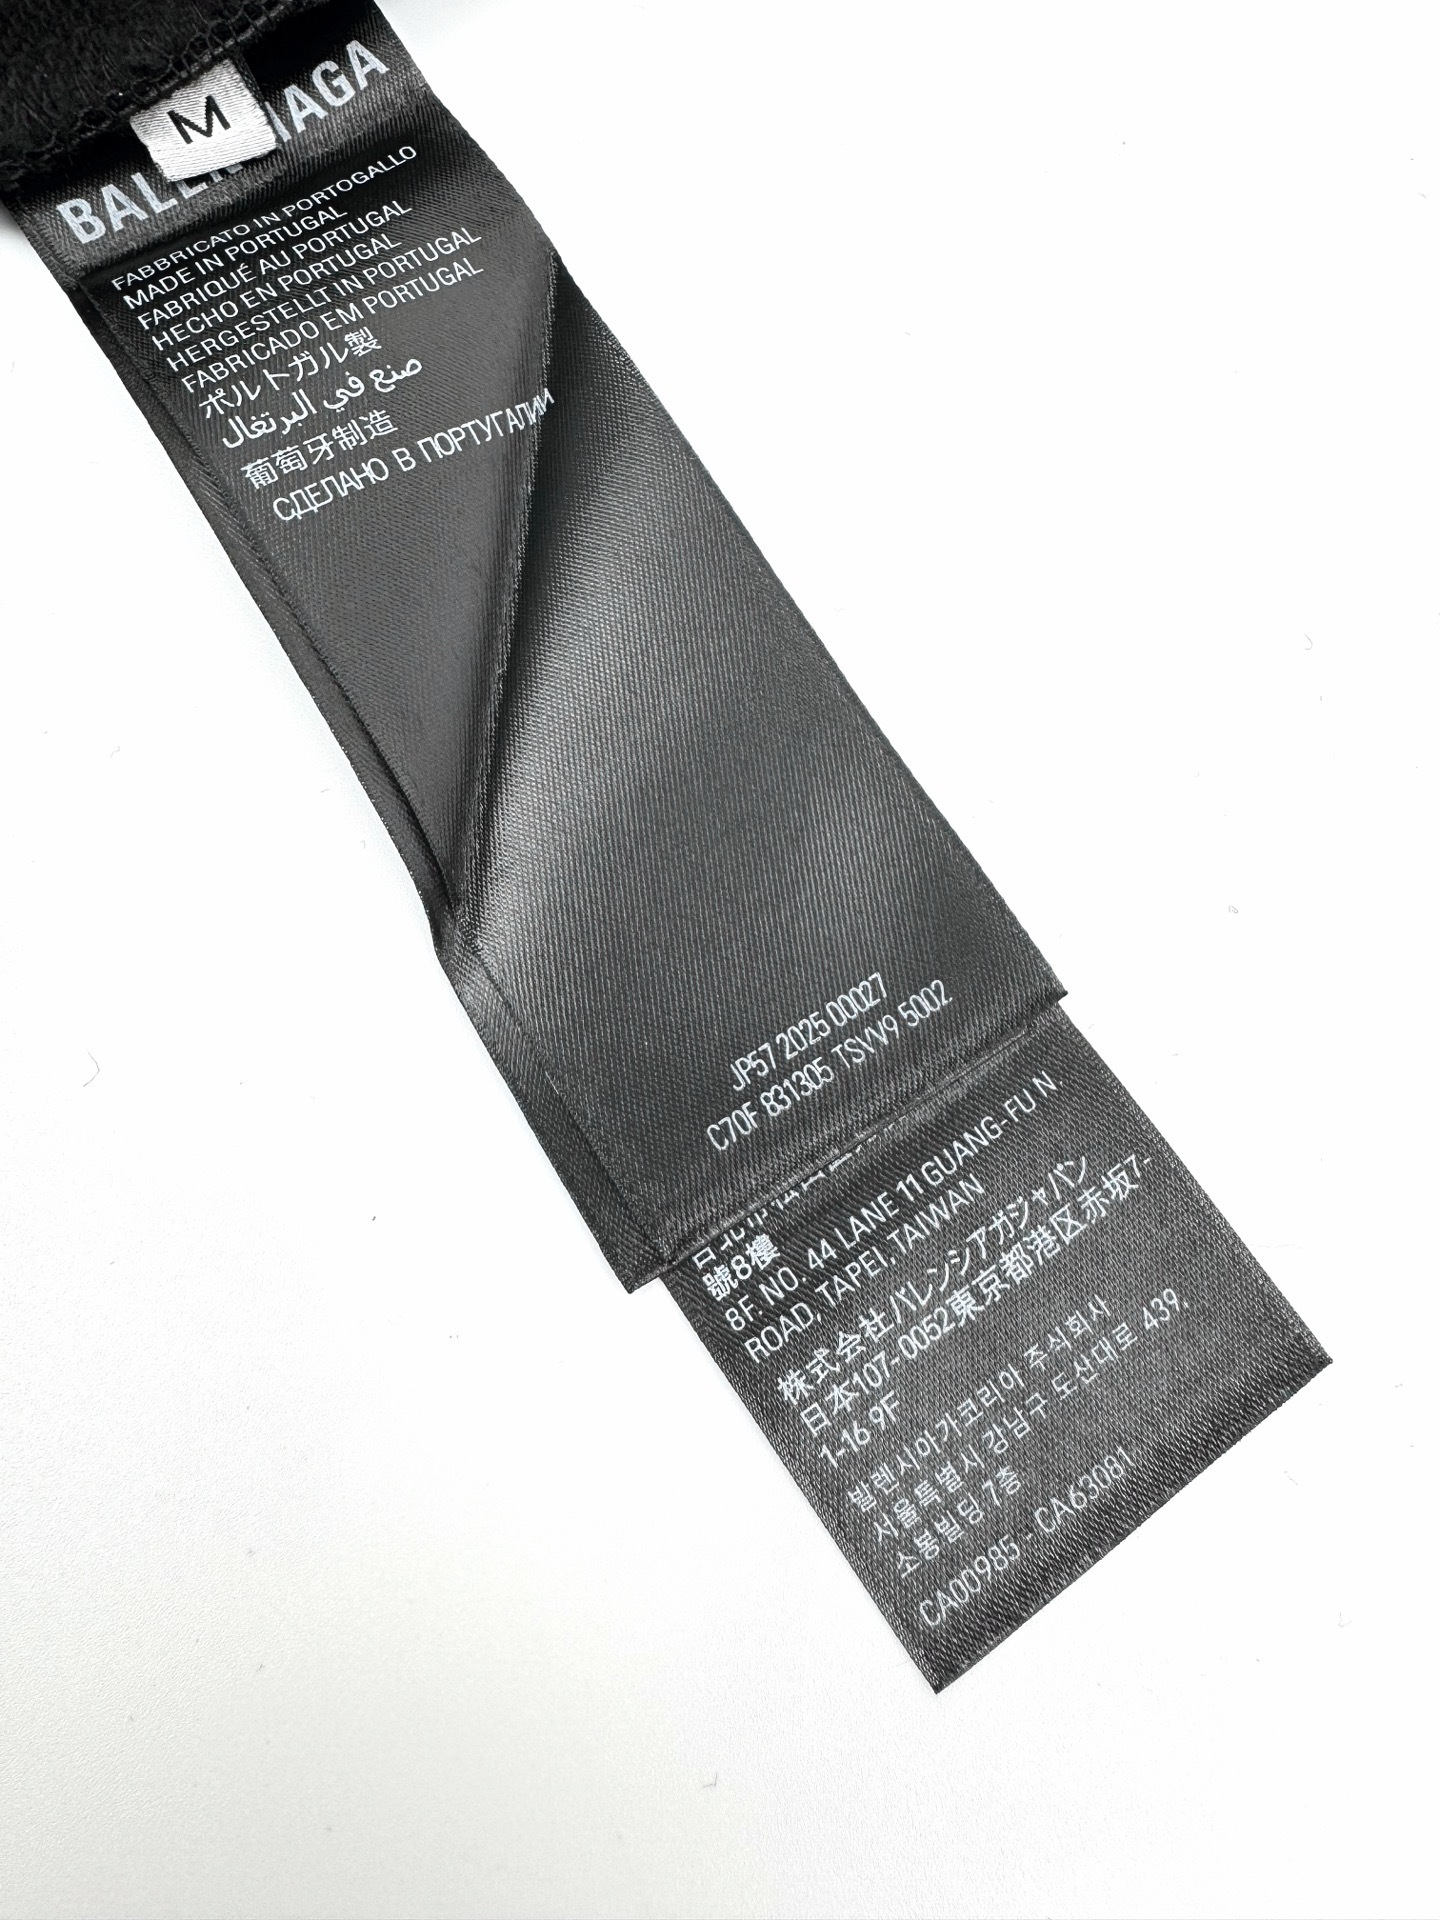 BALEN IAGA
M
FABBRICATO IN PORTOGALLO
MADE IN PORTUGAL
FABRIQUÉ AU PORTUGAL
HECHO EN PORTUGAL
HERGESTELLT IN PORTUGAL
FABRICADO EM PORTUGAL
ポルトガル製
صنع في البرتغال
葡萄牙制造
СДЕЛАНО В ПОРТУГАЛИИ
JP57 2025 00027
C70F 831305 TSVV9 5002
號8樓
8F. NO. 44 LANE 11 GUANG-FU N.
ROAD, TAPEI, TAIWAN
株式会社バレンシアガジャパン
日本107-0052東京都港区赤坂7-
1-16 9F
발렌시아가코리아 주식회사
서울특별시 강남구 도산대로 439,
소봉빌딩 7층
CA00985 - CA63081